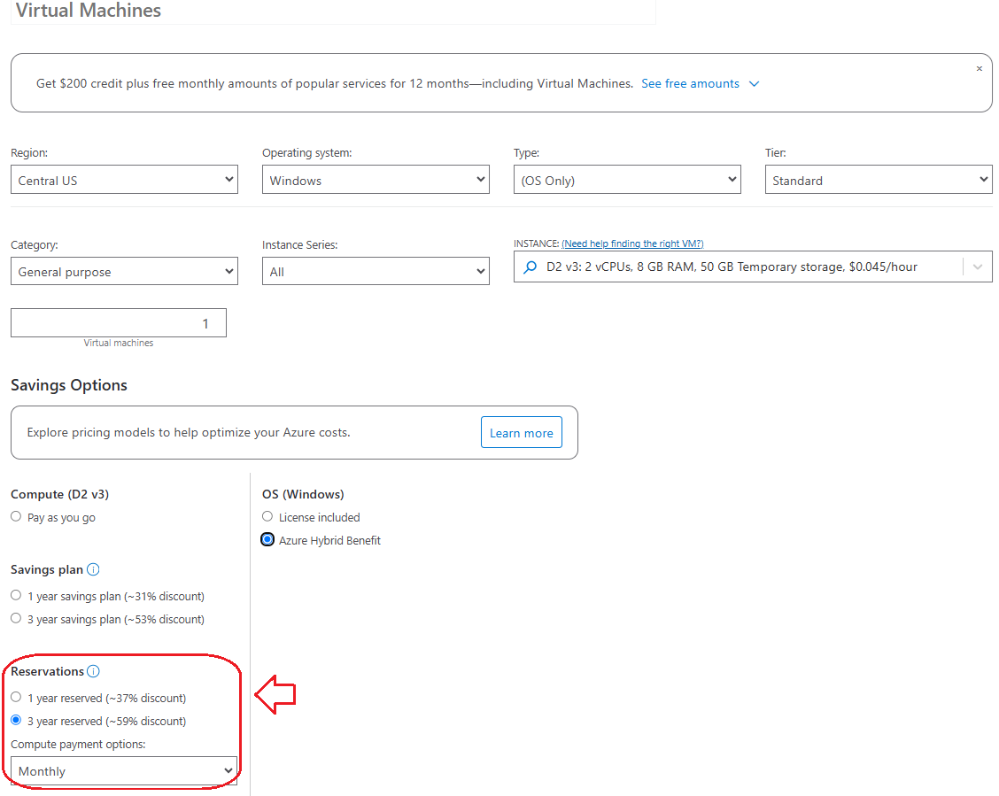 Virtual Machines
Get $200 credit plus free monthly amounts of popular services for 12 months—including Virtual Machines. See free amounts
×
Region:
Operating system:
Type:
Tier:
Central US
Windows
(OS Only)
Standard
Category:
Instance Series:
INSTANCE: (Need help finding the right VM?)
General purpose
All
D2 v3: 2 vCPUs, 8 GB RAM, 50 GB Temporary storage, $0.045/hour
1
Virtual machines
Savings Options
Explore pricing models to help optimize your Azure costs.
Learn more
Compute (D2 v3)
Pay as you go
Savings plan
1 year savings plan (~31% discount)
3 year savings plan (~53% discount)
Reservations
1 year reserved (~37% discount)
3 year reserved (~59% discount)
Compute payment options:
Monthly
OS (Windows)
License included
Azure Hybrid Benefit